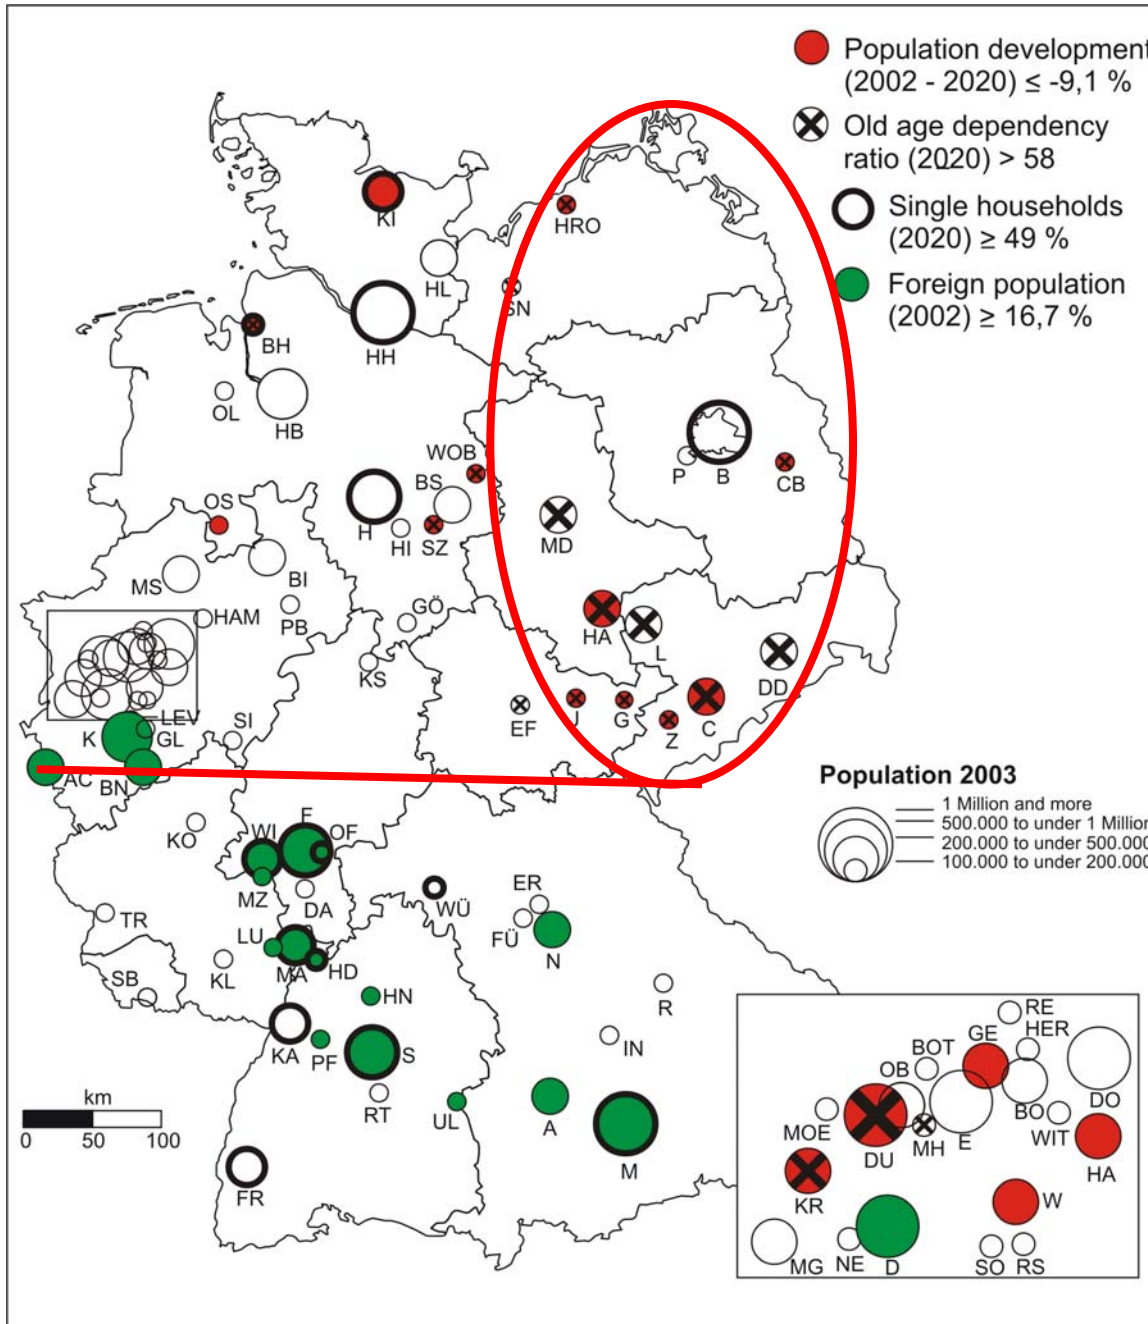 Population development
(2002 - 2020) ≤ -9,1 %
Old age dependency
ratio (2020) > 58
Single households
(2020) ≥ 49 %
Foreign population
(2002) ≥ 16,7 %
KI
HRO
HL
SN
BH
HH
OL
HB
WOB
BS
P
B
CB
OS
H
HI
SZ
MD
MS
BI
HAM
PB
GÖ
HA
L
KS
DD
EF
J
G
Z
C
LEV
K
GL
SI
AC
BN
Population 2003
1 Million and more
500.000 to under 1 Million
200.000 to under 500.000
100.000 to under 200.000
KO
WI
F
OF
MZ
DA
WÜ
ER
FÜ
N
TR
LU
MA
HD
KL
SB
HN
R
KA
PF
S
IN
RT
UL
A
M
FR
km
0 50 100
RE
HER
GE
BOT
OB
DO
BO
MOE
WIT
E
MH
DU
HA
KR
W
MG
NE
D
SO
RS